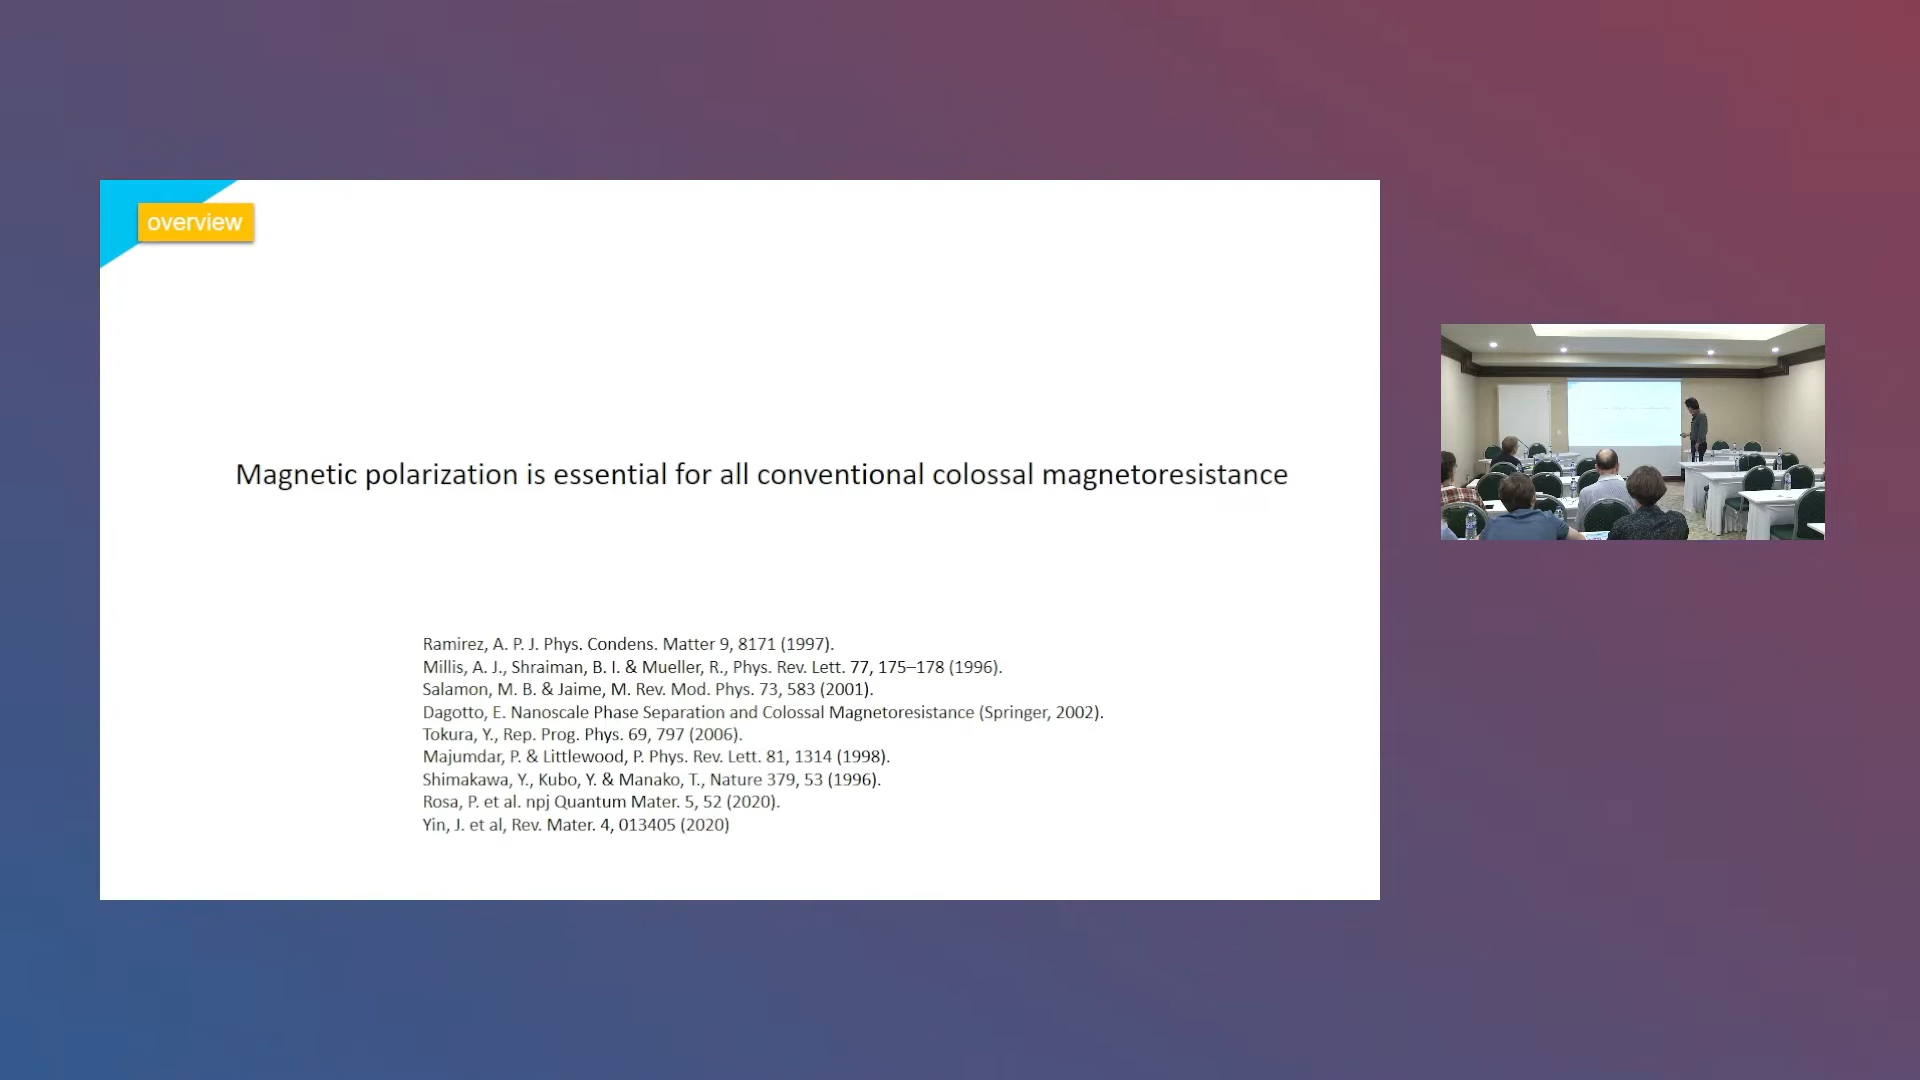 overview
Magnetic polarization is essential for all conventional colossal magnetoresistance
Ramirez, A. P. J. Phys. Condens. Matter 9, 8171 (1997).
Millis, A. J., Shraiman, B. I. & Mueller, R., Phys. Rev. Lett. 77, 175–178 (1996).
Salamon, M. B. & Jaime, M. Rev. Mod. Phys. 73, 583 (2001).
Dagotto, E. Nanoscale Phase Separation and Colossal Magnetoresistance (Springer, 2002).
Tokura, Y., Rep. Prog. Phys. 69, 797 (2006).
Majumdar, P. & Littlewood, P. Phys. Rev. Lett. 81, 1314 (1998).
Shimakawa, Y., Kubo, Y. & Manako, T., Nature 379, 53 (1996).
Rosa, P. et al. npj Quantum Mater. 5, 52 (2020).
Yin, J. et al, Rev. Mater. 4, 013405 (2020)